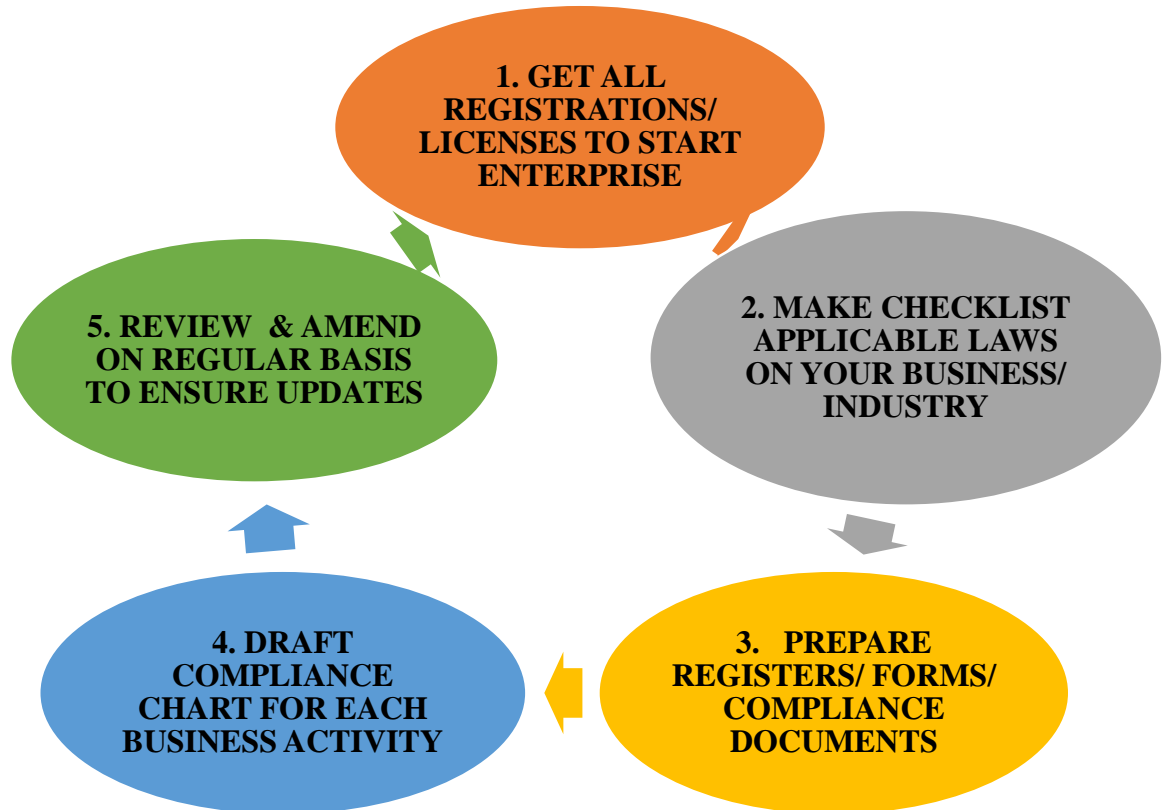 1. GET ALL
REGISTRATIONS/
LICENSES TO START
ENTERPRISE
2. MAKE CHECKLIST
APPLICABLE LAWS
ON YOUR BUSINESS/
INDUSTRY
3. PREPARE
REGISTERS/ FORMS/
COMPLIANCE
DOCUMENTS
4. DRAFT
COMPLIANCE
CHART FOR EACH
BUSINESS ACTIVITY
5. REVIEW & AMEND
ON REGULAR BASIS
TO ENSURE UPDATES